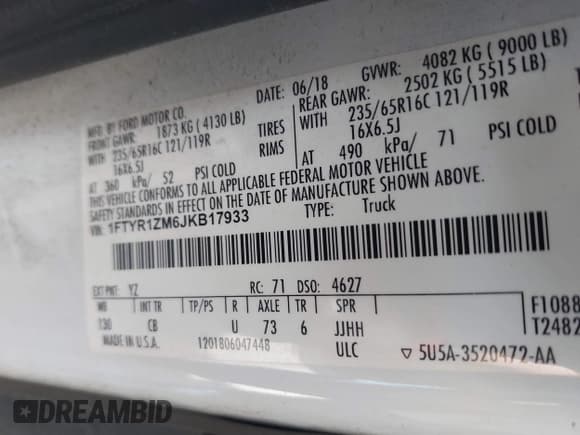 MFD. BY FORD MOTOR CO.
DATE: 06/18 GVWR: 4082 KG ( 9000 LB)
FRONT GAWR: 1873 KG ( 4130 LB) REAR GAWR: 2502 KG ( 5515 LB)
WITH 235/65R16C 121/119R TIRES WITH 235/65R16C 121/119R
16X6.5J RIMS 16X6.5J
AT 360 kPa/ 52 PSI COLD AT 490 kPa/ 71 PSI COLD
THIS VEHICLE CONFORMS TO ALL APPLICABLE FEDERAL MOTOR VEHICLE
SAFETY STANDARDS IN EFFECT ON THE DATE OF MANUFACTURE SHOWN ABOVE.
VIN: 1FTYR1ZM6JKB17933 TYPE: Truck
EXT PNT: YZ RC: 71 DSO: 4627
WB INT TR TP/PS R AXLE TR SPR F1088
130 CB U 73 6 JJHH T2482
MADE IN U.S.A. 1201806047448 ULC ▽ 5U5A-3520472-AA
DREAMBID